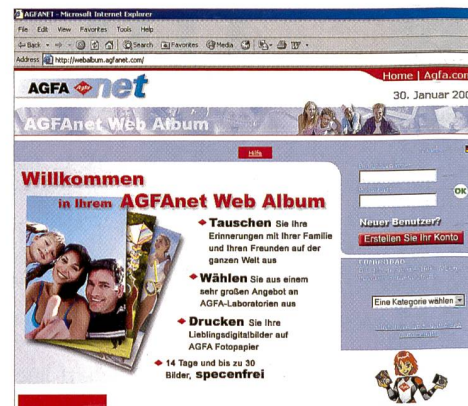 AGFANET - Microsoft Internet Explorer
File Edit View Favorites Tools Help
Back Search Favorites Media
Address http://webalbum.agfanet.com/
AGFA net
Home | Agfa.com
30. Januar 200
AGFAnet Web Album
Hilfe
Willkommen
in Ihrem AGFAnet Web Album
Tauschen Sie Ihre
Erinnerungen mit Ihrer Familie
und Ihren Freunden auf der
ganzen Welt aus
Wählen Sie aus einem
sehr großen Angebot an
AGFA-Laboratorien aus
Drucken Sie Ihre
Lieblingsdigitalbilder auf
AGFA Fotopapier
14 Tage und bis zu 30
Bilder, specenfrei
OK
Neuer Benutzer?
Erstellen Sie Ihr Konto
Eine Kategorie wählen